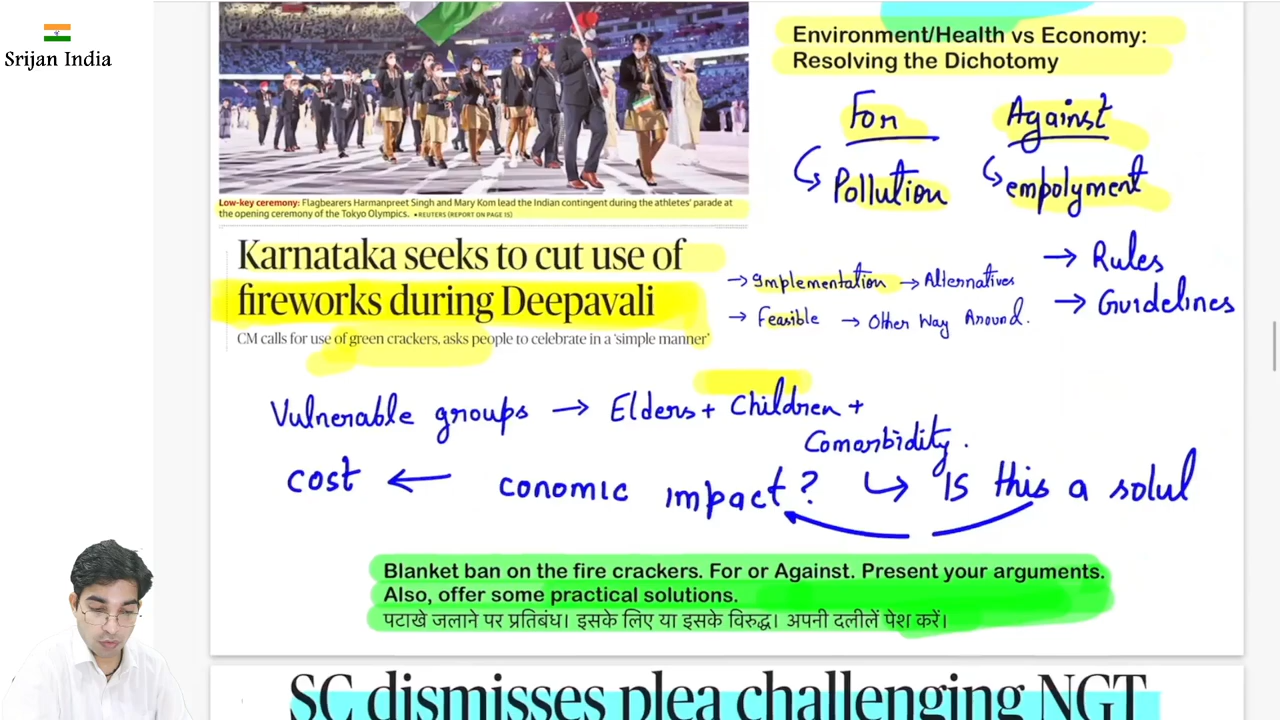 Srijan India
Environment/Health vs Economy:
Resolving the Dichotomy
For Against
Pollution empolyment
→ Rules
→ Guidelines
Low-key ceremony: Flagbearers Harmanpreet Singh and Mary Kom lead the Indian contingent during the athletes' parade at
the opening ceremony of the Tokyo Olympics. • REUTERS (REPORT ON PAGE 15)
Karnataka seeks to cut use of
fireworks during Deepavali
CM calls for use of green crackers, asks people to celebrate in a 'simple manner'
→ Implementation → Alternatives
→ Feasible → Other Way Around.
Vulnerable groups → Elders + Children +
Comorbidity.
cost ← conomic impact? ↳ Is this a solul
Blanket ban on the fire crackers. For or Against. Present your arguments.
Also, offer some practical solutions.
पटाखे जलाने पर प्रतिबंध। इसके लिए या इसके विरुद्ध। अपनी दलीलें पेश करें।
SC dismisses plea challenging NGT